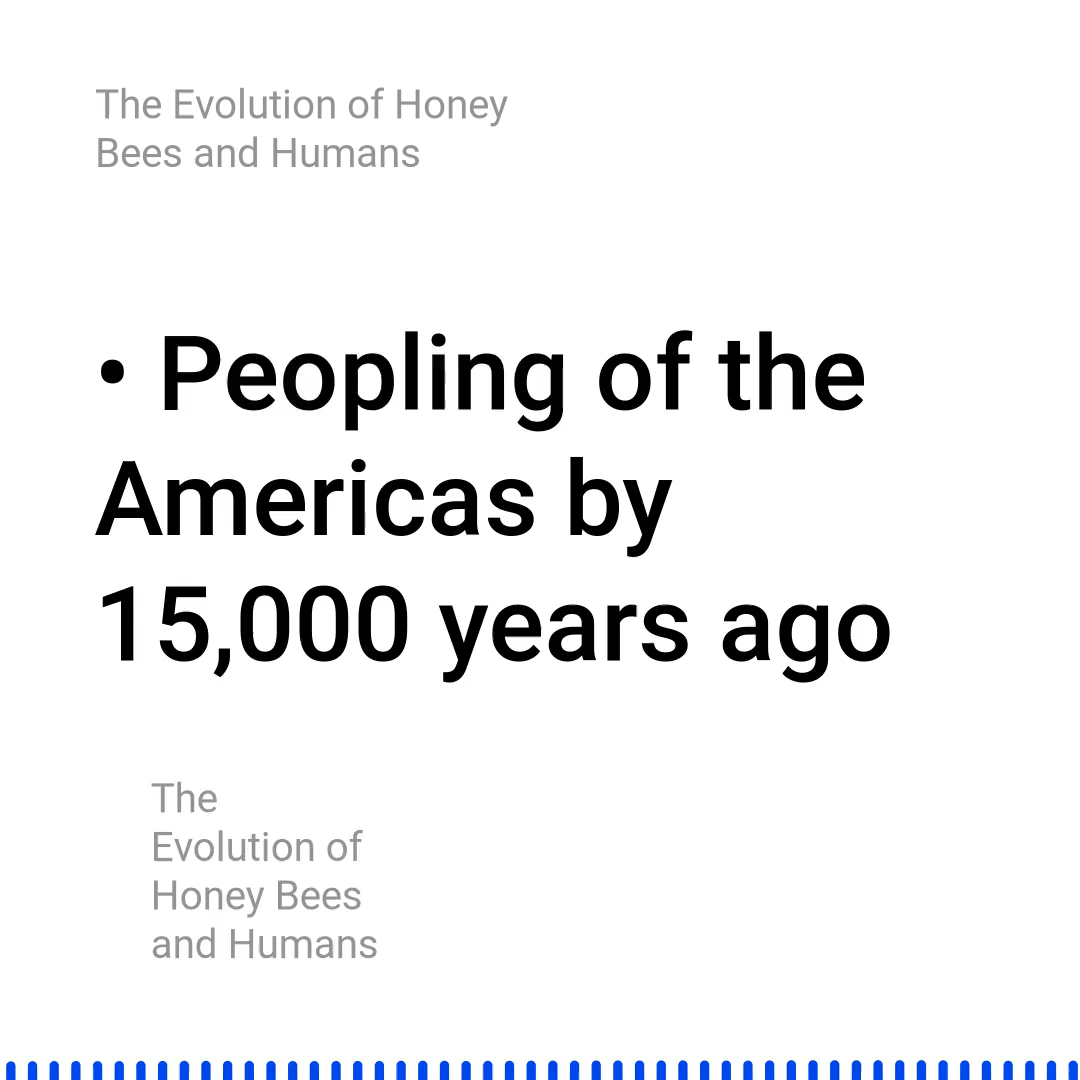 The Evolution of Honey
Bees and Humans
• Peopling of the
Americas by
15,000 years ago
The
Evolution of
Honey Bees
and Humans